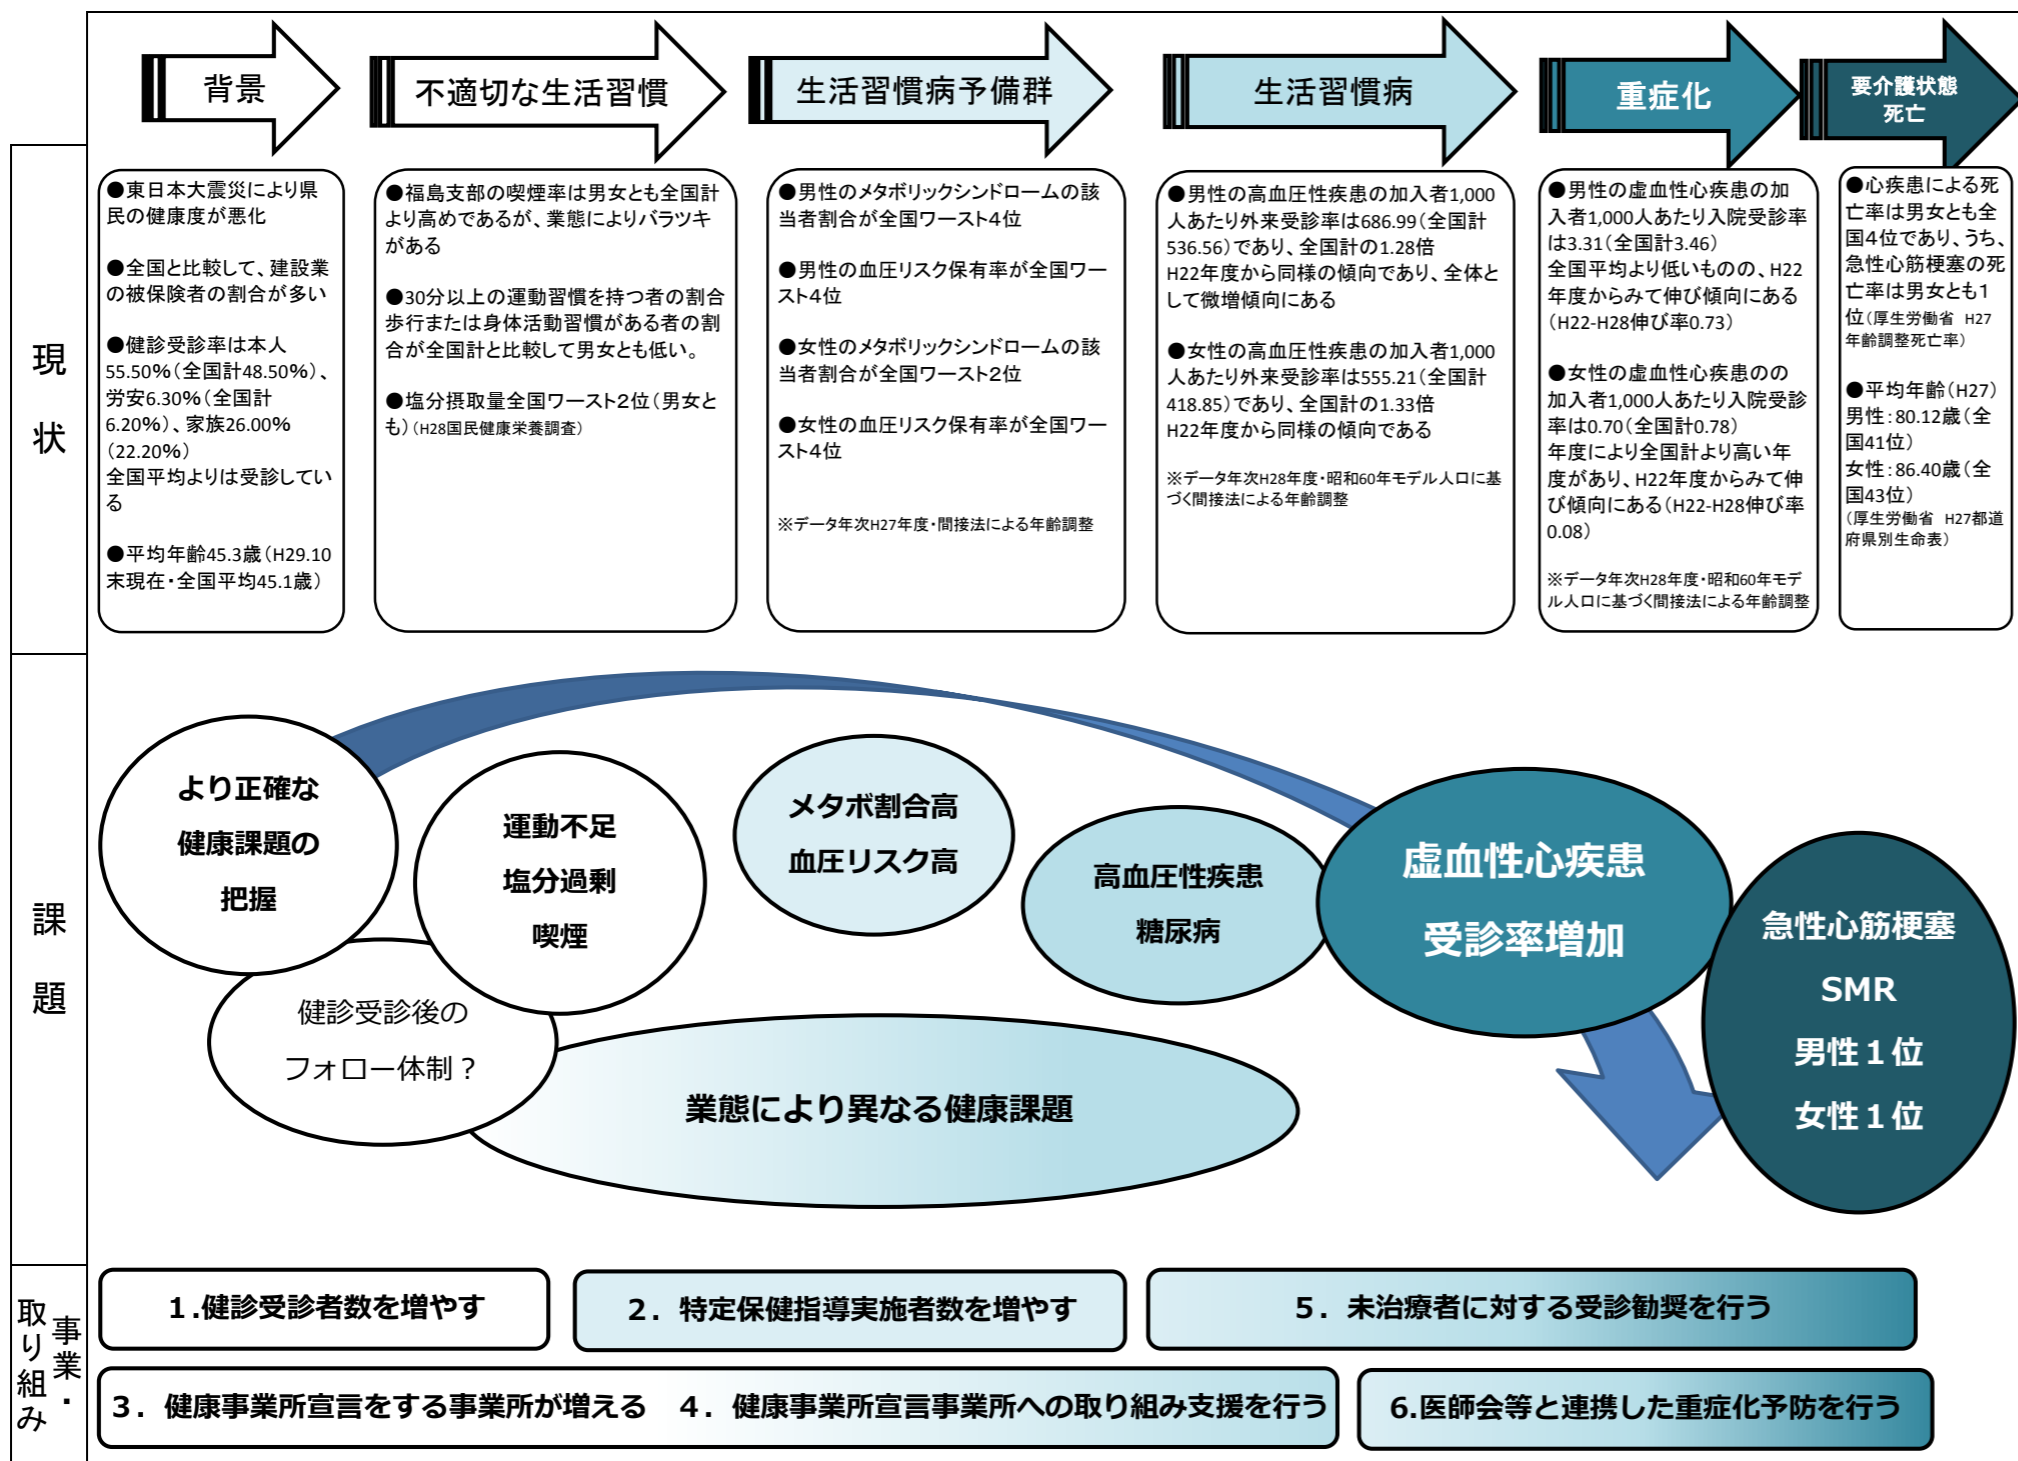 背景
不適切な生活習慣
生活習慣病予備群
生活習慣病
重症化
要介護状態
死亡
現状
●東日本大震災により県
民の健康度が悪化
●全国と比較して、建設業
の被保険者の割合が多い
●健診受診率は本人
55.50%(全国計48.50%)、
労安6.30%(全国計
6.20%)、家族26.00%
(22.20%)
全国平均よりは受診してい
る
●平均年齢45.3歳(H29.10
末現在・全国平均45.1歳)
●福島支部の喫煙率は男女とも全国計
より高めであるが、業態によりバラツキ
がある
●30分以上の運動習慣を持つ者の割合
歩行または身体活動習慣がある者の割
合が全国計と比較して男女とも低い。
●塩分摂取量全国ワースト2位(男女と
も)(H28国民健康栄養調査)
●男性のメタボリックシンドロームの該
当者割合が全国ワースト4位
●男性の血圧リスク保有率が全国ワー
スト4位
●女性のメタボリックシンドロームの該
当者割合が全国ワースト2位
●女性の血圧リスク保有率が全国ワー
スト4位
※データ年次H27年度・間接法による年齢調整
●男性の高血圧性疾患の加入者1,000
人あたり外来受診率は686.99(全国計
536.56)であり、全国計の1.28倍
H22年度から同様の傾向であり、全体と
して微増傾向にある
●女性の高血圧性疾患の加入者1,000
人あたり外来受診率は555.21(全国計
418.85)であり、全国計の1.33倍
H22年度から同様の傾向である
※データ年次H28年度・昭和60年モデル人口に基
づく間接法による年齢調整
●男性の虚血性心疾患の加
入者1,000人あたり入院受診率
は3.31(全国計3.46)
全国平均より低いものの、H22
年度からみて伸び傾向にある
(H22-H28伸び率0.73)
●女性の虚血性心疾患のの
加入者1,000人あたり入院受診
率は0.70(全国計0.78)
年度により全国計より高い年
度があり、H22年度からみて伸
び傾向にある(H22-H28伸び率
0.08)
※データ年次H28年度・昭和60年モデ
ル人口に基づく間接法による年齢調整
●心疾患による死
亡率は男女とも全
国4位であり、うち、
急性心筋梗塞の死
亡率は男女とも1
位(厚生労働省 H27
年齢調整死亡率)
●平均年齢(H27)
男性:80.12歳(全
国41位)
女性:86.40歳(全
国43位)
(厚生労働省 H27都道
府県別生命表)
課題
より正確な
健康課題の
把握
運動不足
塩分過剰
喫煙
メタボ割合高
血圧リスク高
高血圧性疾患
糖尿病
虚血性心疾患
受診率増加
急性心筋梗塞
SMR
男性1位
女性1位
健診受診後の
フォロー体制?
業態により異なる健康課題
事業・
取り組み
1.健診受診者数を増やす
2. 特定保健指導実施者数を増やす
5. 未治療者に対する受診勧奨を行う
3. 健康事業所宣言をする事業所が増える 4. 健康事業所宣言事業所への取り組み支援を行う
6.医師会等と連携した重症化予防を行う